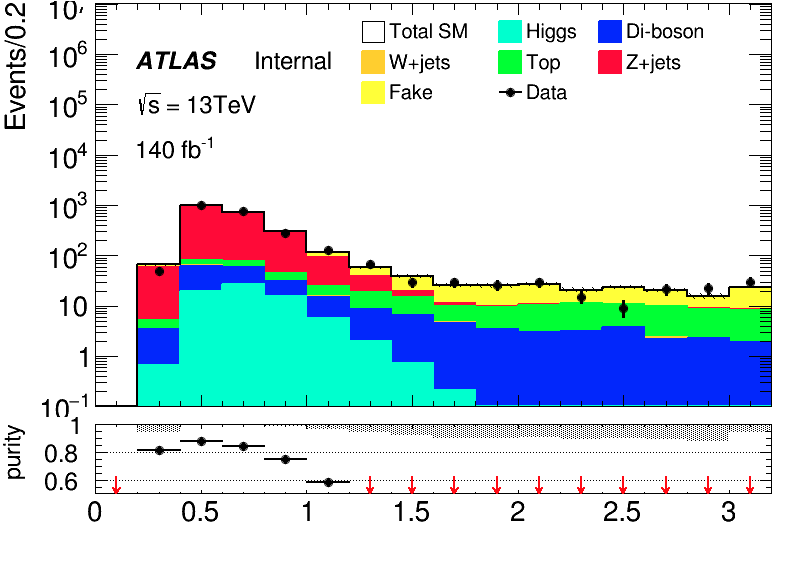 Events/0.2
10⁷
10⁶
10⁵
10⁴
10³
10²
10
1
10⁻¹
ATLAS Internal
√s = 13TeV
140 fb⁻¹
Total SM
Higgs
Di-boson
W+jets
Top
Z+jets
Fake
Data
purity
1
0.8
0.6
0 0.5 1 1.5 2 2.5 3